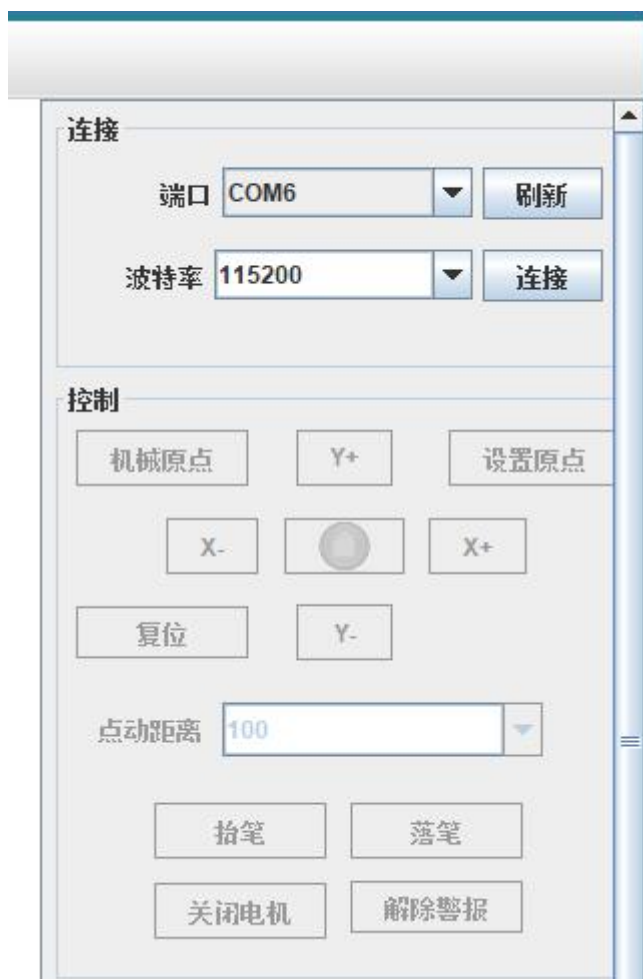 连接
端口 COM6 刷新
波特率 115200 连接
控制
机械原点 Y+ 设置原点
X- X+
复位 Y-
点动距离 100
抬笔 落笔
关闭电机 解除警报